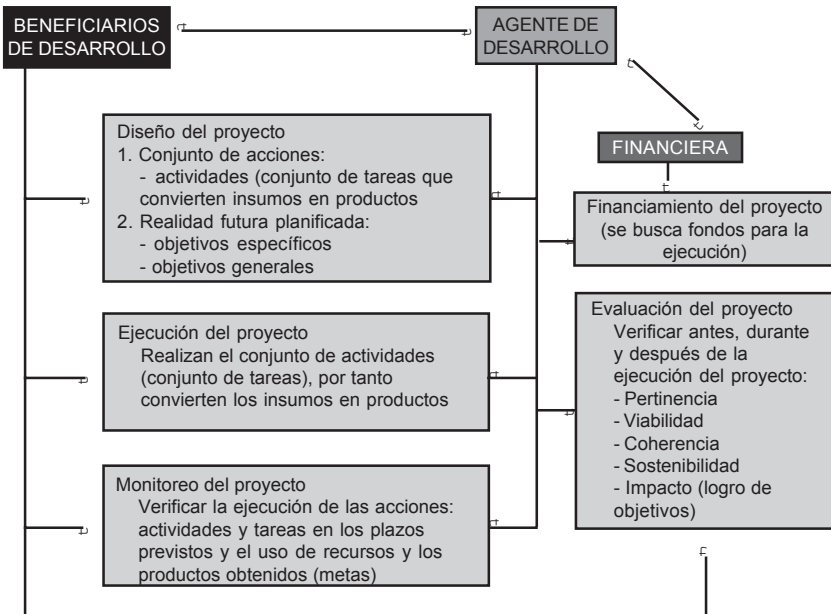 BENEFICIARIOS
DE DESARROLLO
AGENTE DE
DESARROLLO
FINANCIERA
Diseño del proyecto
1. Conjunto de acciones:
- actividades (conjunto de tareas que
convierten insumos en productos
2. Realidad futura planificada:
- objetivos específicos
- objetivos generales
Financiamiento del proyecto
(se busca fondos para la
ejecución)
Ejecución del proyecto
Realizan el conjunto de actividades
(conjunto de tareas), por tanto
convierten los insumos en productos
Evaluación del proyecto
Verificar antes, durante
y después de la
ejecución del proyecto:
- Pertinencia
- Viabilidad
- Coherencia
- Sostenibilidad
- Impacto (logro de
objetivos)
Monitoreo del proyecto
Verificar la ejecución de las acciones:
actividades y tareas en los plazos
previstos y el uso de recursos y los
productos obtenidos (metas)